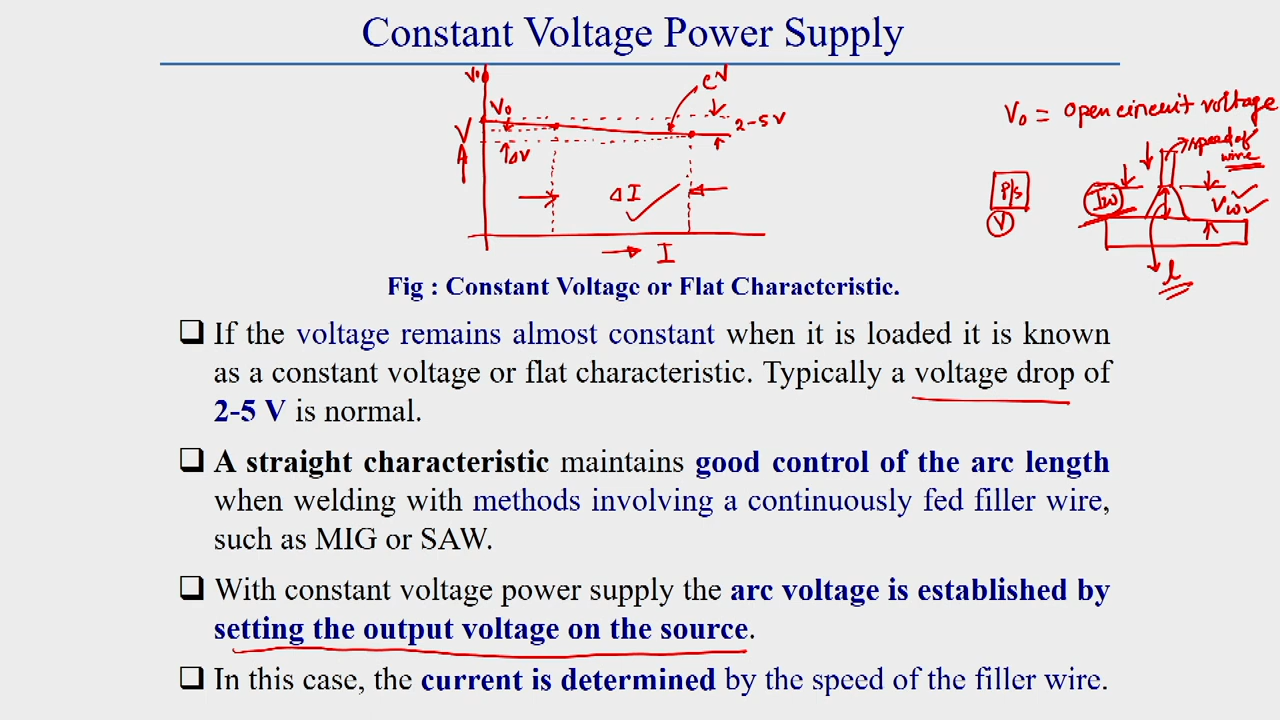 Constant Voltage Power Supply
V₀
V₀
CV
2-5 V
V
ΔV
ΔI
I
V₀ = open circuit voltage
speed of
wire
P/S
V
Iw
Vw
l
Fig : Constant Voltage or Flat Characteristic.
❑ If the voltage remains almost constant when it is loaded it is known
as a constant voltage or flat characteristic. Typically a voltage drop of
2-5 V is normal.
❑ A straight characteristic maintains good control of the arc length
when welding with methods involving a continuously fed filler wire,
such as MIG or SAW.
❑ With constant voltage power supply the arc voltage is established by
setting the output voltage on the source.
❑ In this case, the current is determined by the speed of the filler wire.